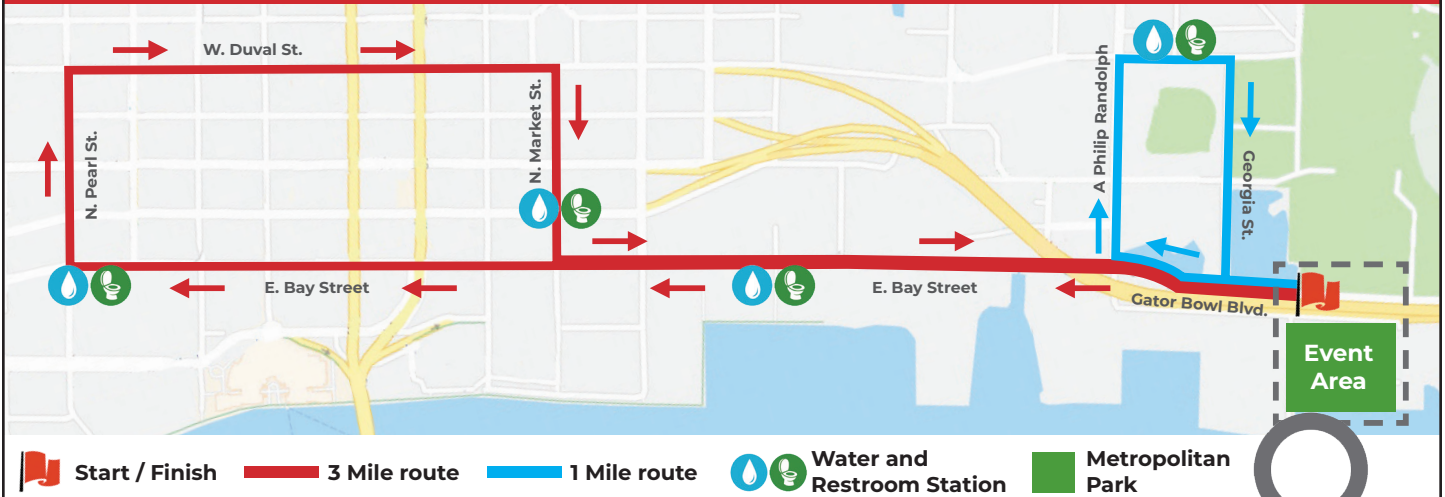 W. Duval St.
N. Pearl St.
N. Market St.
A Philip Randolph
Georgia St.
E. Bay Street
E. Bay Street
Gator Bowl Blvd.
Event
Area
Start / Finish
3 Mile route
1 Mile route
Water and
Restroom Station
Metropolitan
Park